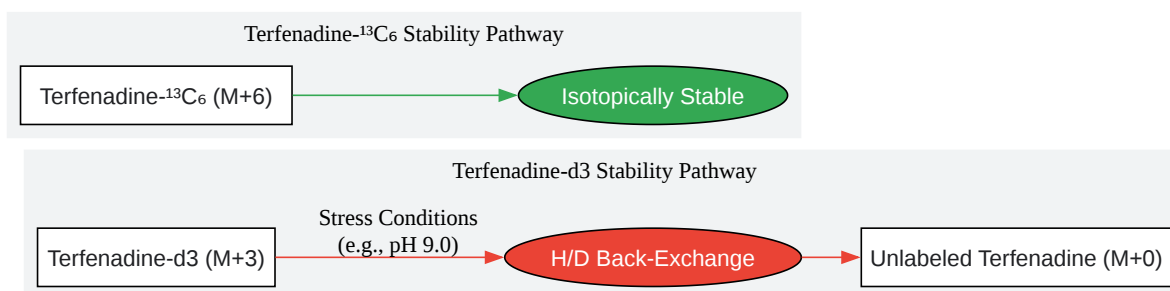 Terfenadine-¹³C₆ Stability Pathway
Terfenadine-¹³C₆ (M+6)
Isotopically Stable
Terfenadine-d3 Stability Pathway
Stress Conditions
(e.g., pH 9.0)
Terfenadine-d3 (M+3)
H/D Back-Exchange
Unlabeled Terfenadine (M+0)